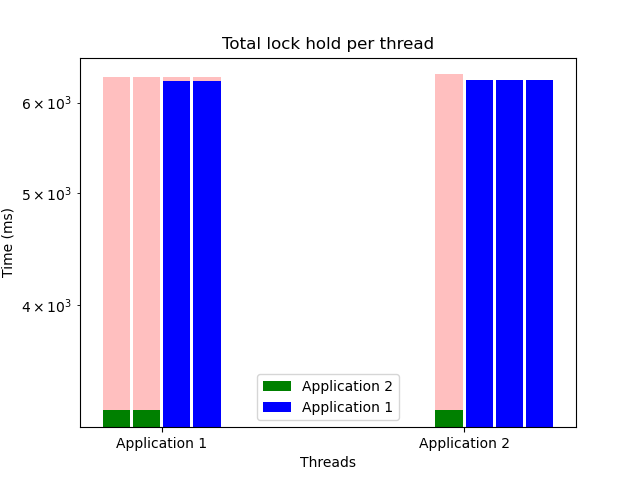 Total lock hold per thread
6 × 10³
5 × 10³
4 × 10³
Time (ms)
Application 2
Application 1
Application 1
Application 2
Threads